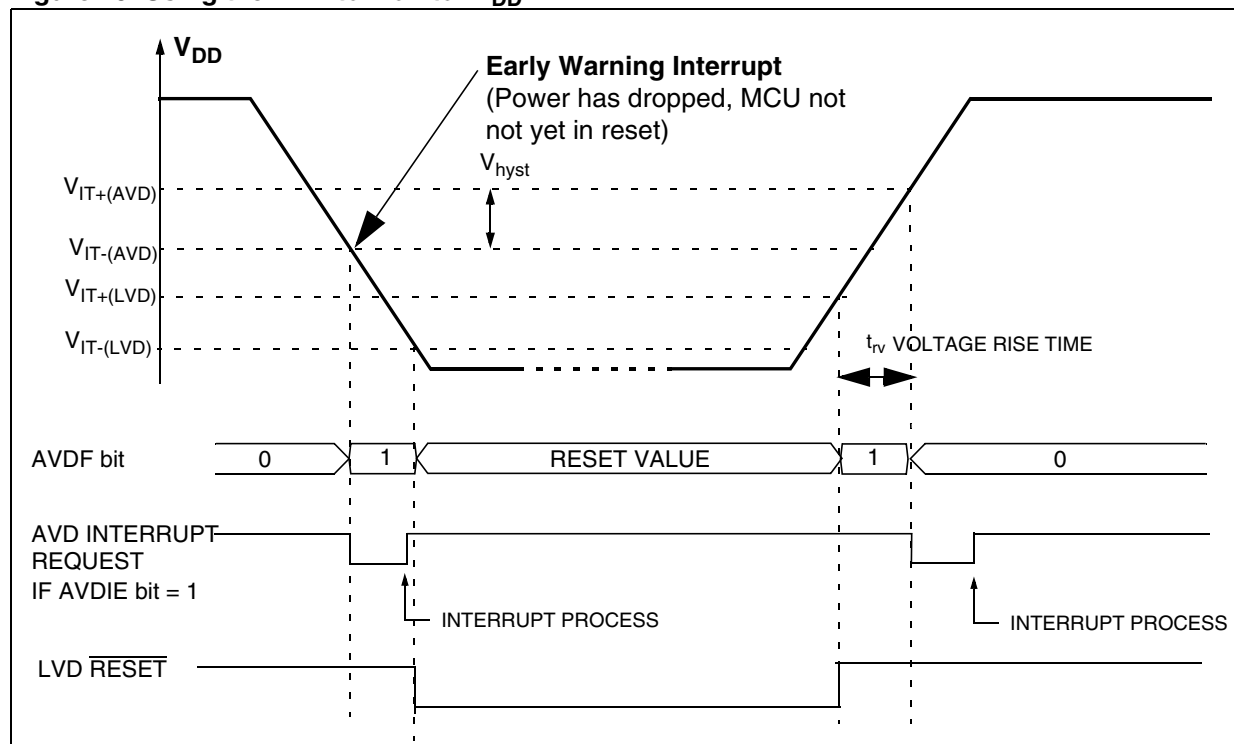 V_DD
Early Warning Interrupt
(Power has dropped, MCU not
not yet in reset)
V_hyst
V_IT+(AVD)
V_IT-(AVD)
V_IT+(LVD)
V_IT-(LVD)
t_rv VOLTAGE RISE TIME
AVDF bit
0
1
RESET VALUE
1
0
AVD INTERRUPT
REQUEST
IF AVDIE bit = 1
INTERRUPT PROCESS
INTERRUPT PROCESS
LVD RESET